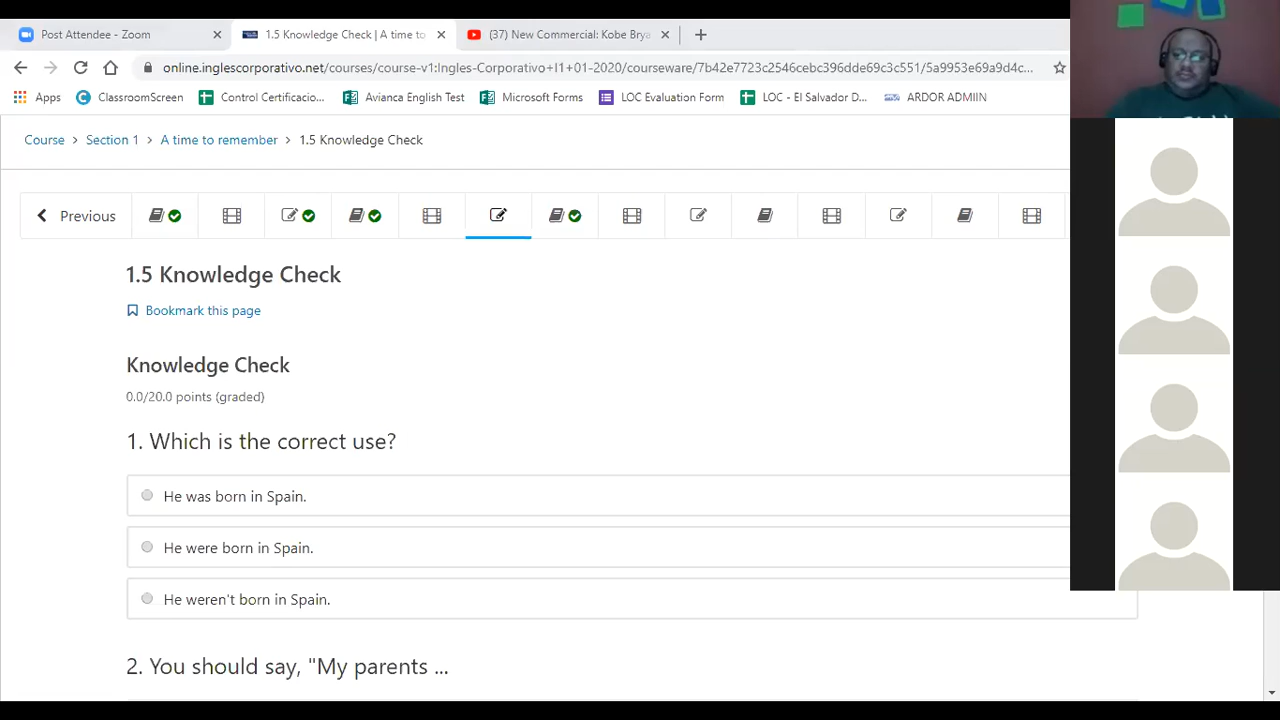 Post Attendee - Zoom
1.5 Knowledge Check | A time to
(37) New Commercial: Kobe Brya
online.inglescorporativo.net/courses/course-v1:Ingles-Corporativo+I1+01-2020/courseware/7b42e7723c2546cebc396dde69c3c551/5a9953e69a9d4c...
Apps
ClassroomScreen
Control Certificacio...
Avianca English Test
Microsoft Forms
LOC Evaluation Form
LOC - El Salvador D...
ARDOR ADMIIN
Course > Section 1 > A time to remember > 1.5 Knowledge Check
Previous
1.5 Knowledge Check
Bookmark this page
Knowledge Check
0.0/20.0 points (graded)
1. Which is the correct use?
He was born in Spain.
He were born in Spain.
He weren't born in Spain.
2. You should say, "My parents ...